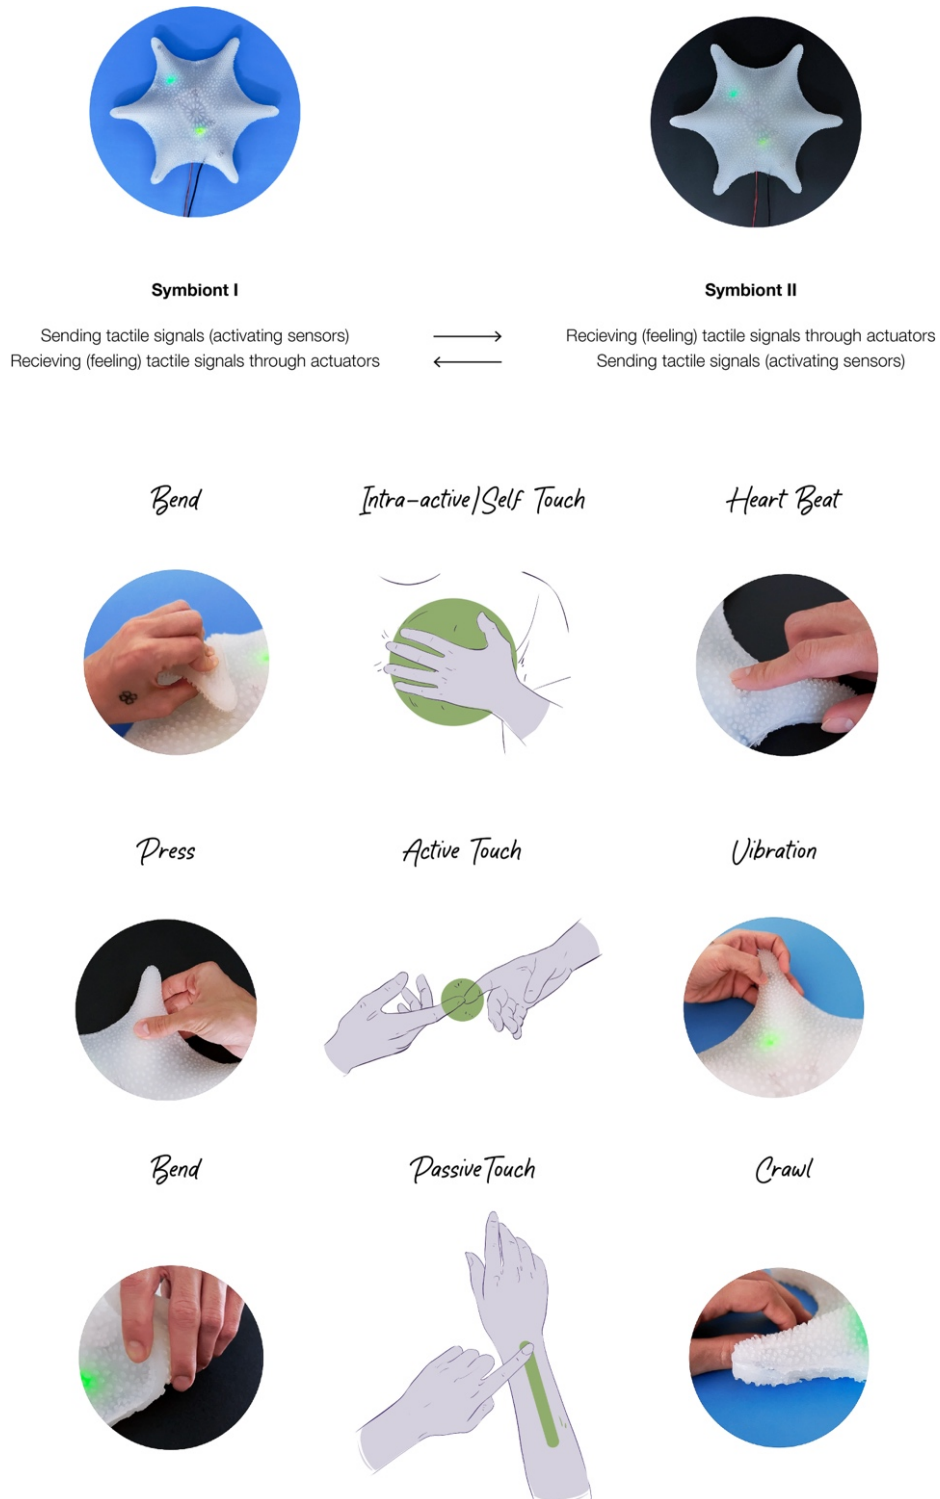 Symbiont I
Symbiont II
Sending tactile signals (activating sensors)
Recieving (feeling) tactile signals through actuators
Recieving (feeling) tactile signals through actuators
Sending tactile signals (activating sensors)
Bend
Intra-active/Self Touch
Heart Beat
Press
Active Touch
Vibration
Bend
Passive Touch
Crawl